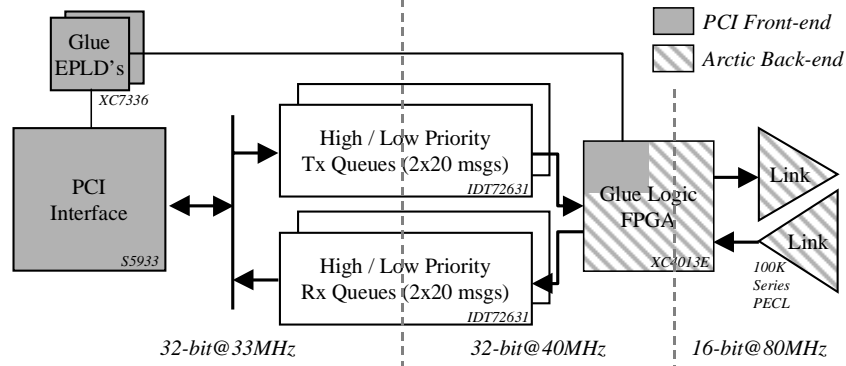 Glue
EPLD's
XC7336
PCI Front-end
Arctic Back-end
PCI
Interface
S5933
High / Low Priority
Tx Queues (2x20 msgs)
IDT72631
High / Low Priority
Rx Queues (2x20 msgs)
IDT72631
Glue Logic
FPGA
XC4013E
Link
Link
100K
Series
PECL
32-bit@33MHz
32-bit@40MHz
16-bit@80MHz